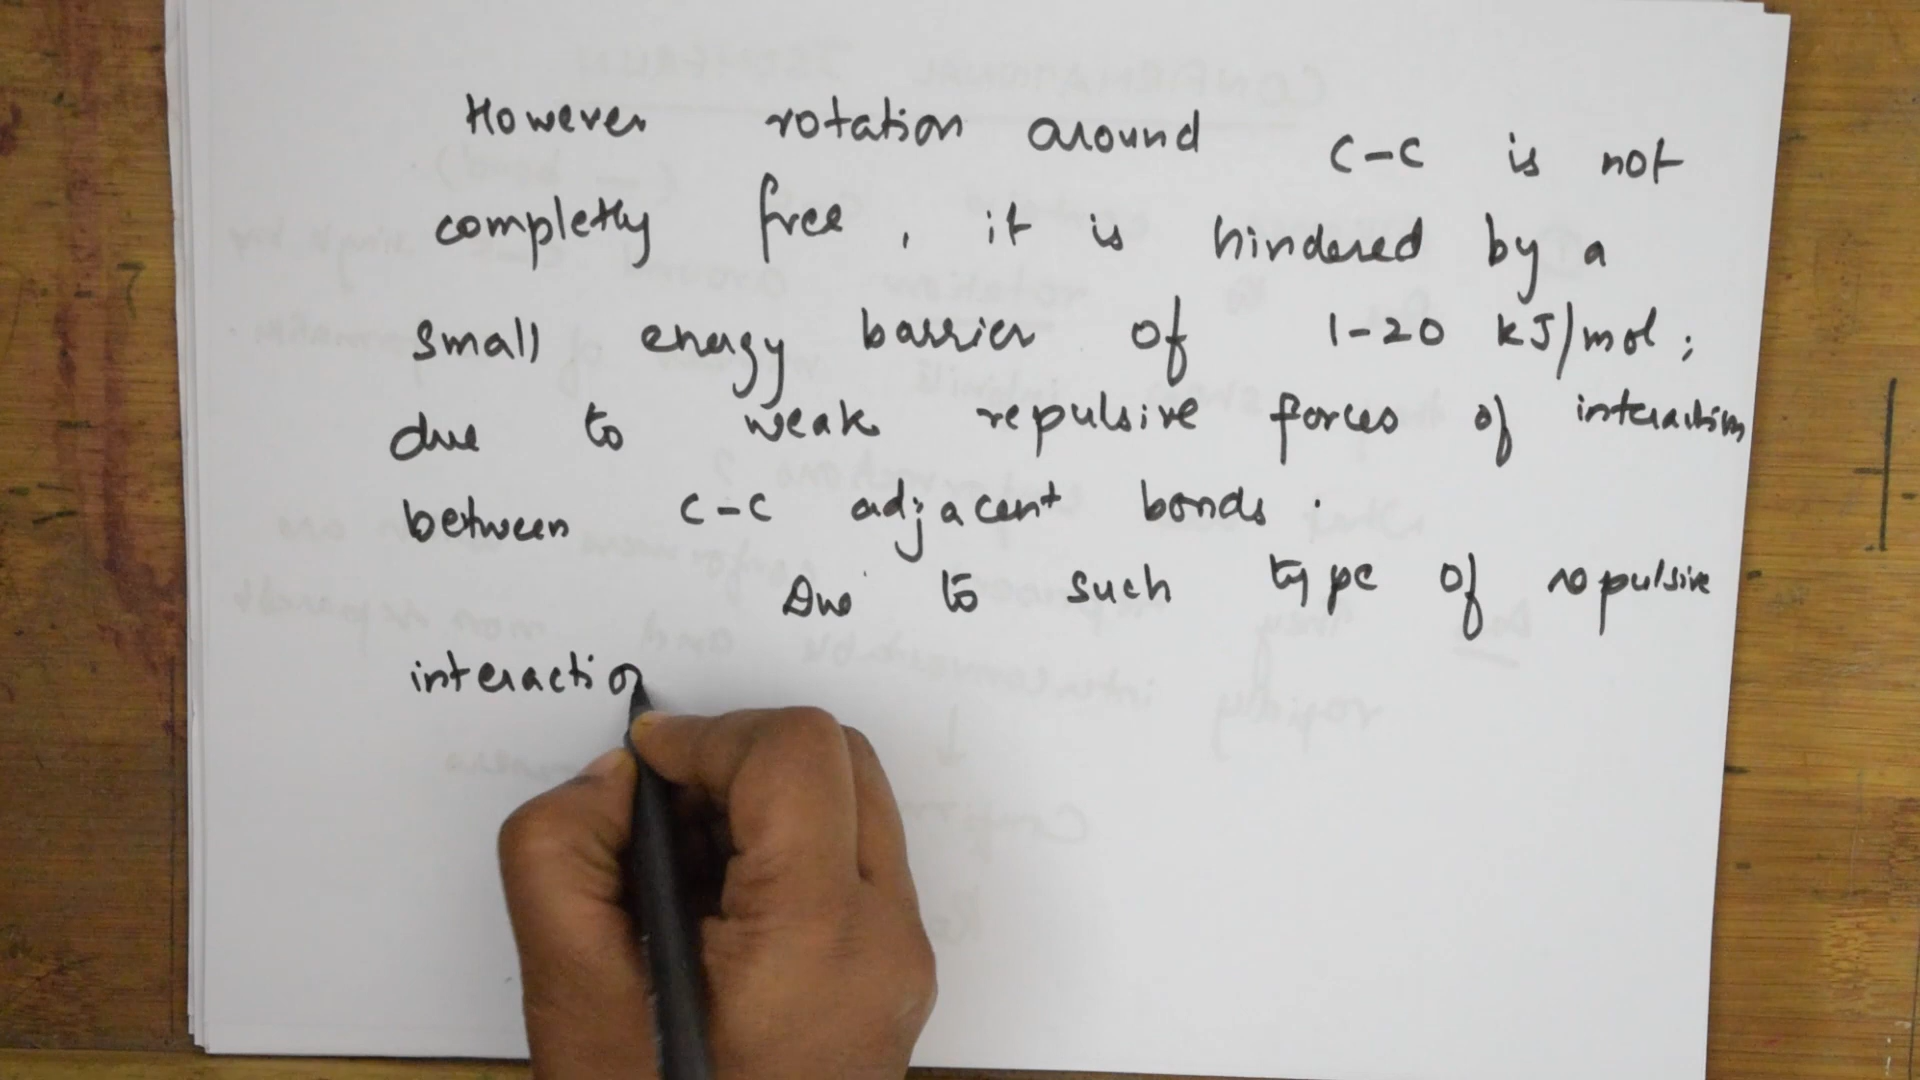 However rotation around C-C is not
completly free, it is hindered by a
small energy barrier of 1-20 kJ/mol;
due to weak repulsive forces of interaction
between C-C adjacent bonds.
Due to such type of repulsive
interactio